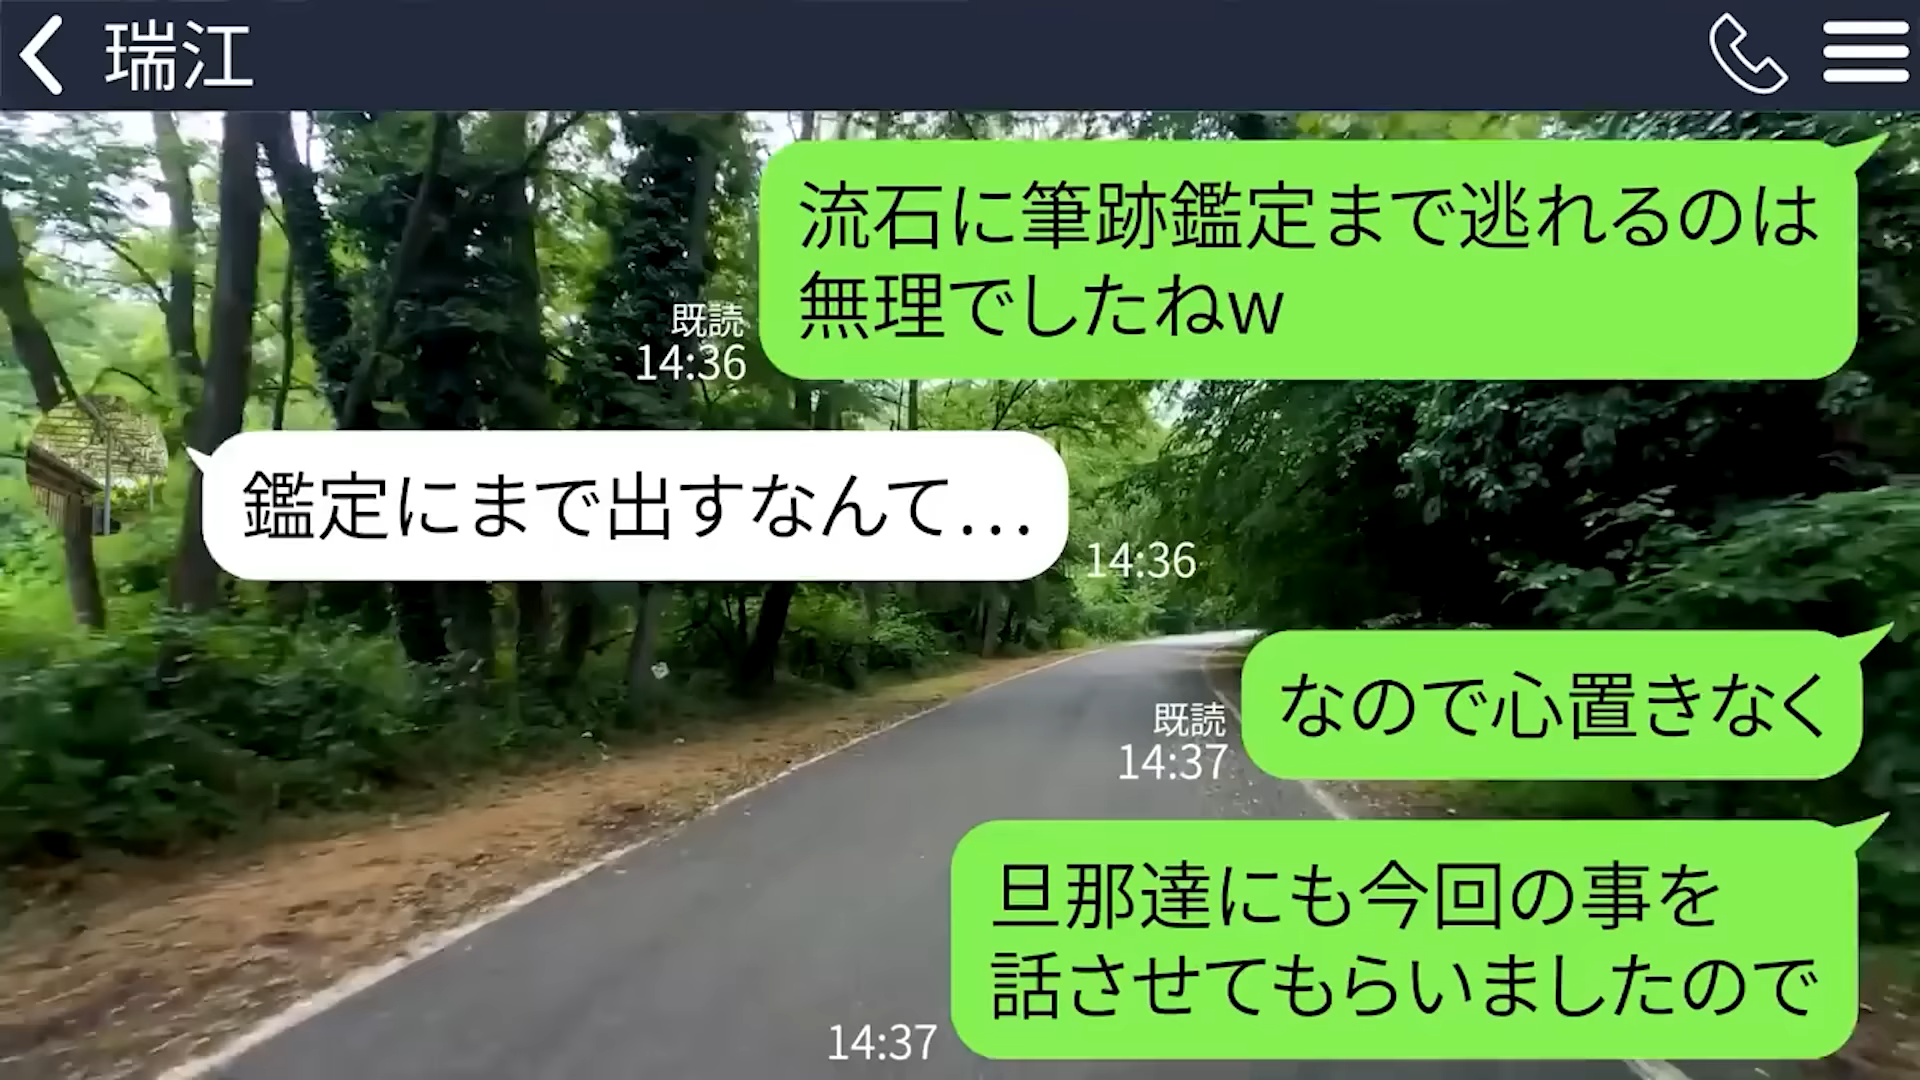 瑞江
流石に筆跡鑑定まで逃れるのは
無理でしたねw
既読
14:36
鑑定にまで出すなんて…
14:36
なので心置きなく
既読
14:37
旦那達にも今回の事を
話させてもらいましたので
14:37